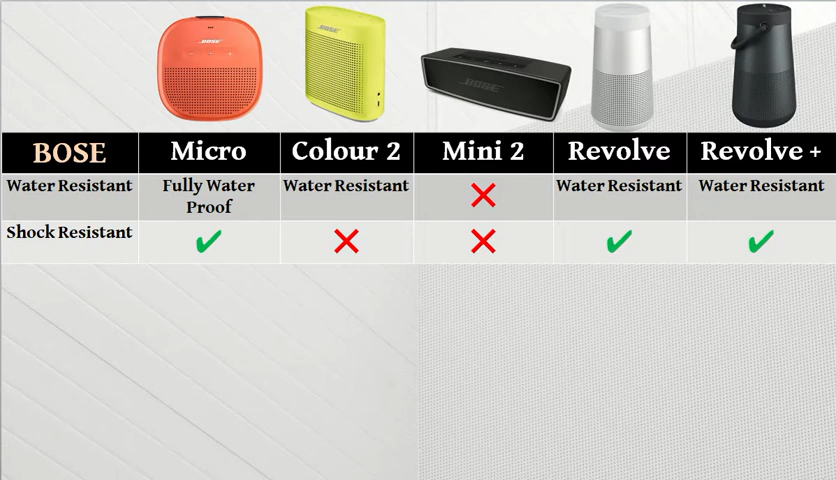 BOSE
BOSE
BOSE
BOSE Micro Colour 2 Mini 2 Revolve Revolve +
Water Resistant Fully Water Proof Water Resistant Water Resistant Water Resistant
Shock Resistant